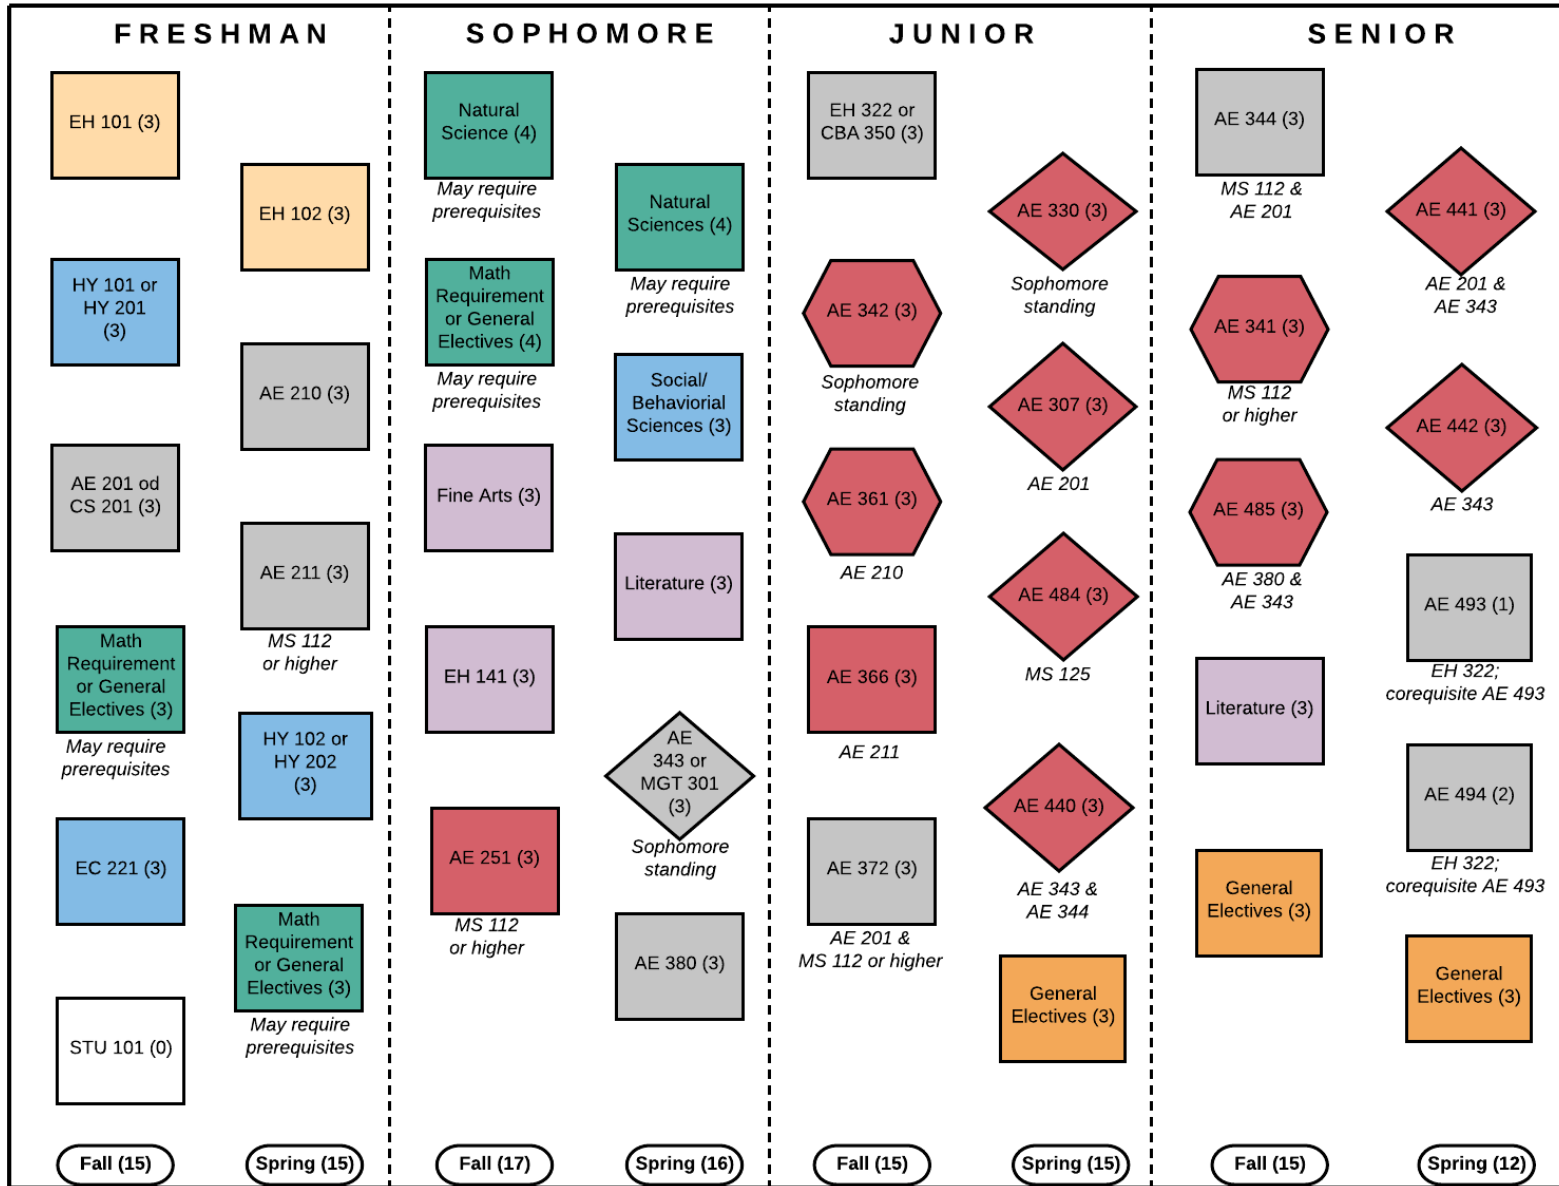 FRESHMAN
EH 101 (3)
HY 101 or
HY 201
(3)
AE 201 od
CS 201 (3)
Math
Requirement
or General
Electives (3)
May require
prerequisites
EC 221 (3)
STU 101 (0)
Fall (15)
EH 102 (3)
AE 210 (3)
AE 211 (3)
MS 112
or higher
HY 102 or
HY 202
(3)
Math
Requirement
or General
Electives (3)
May require
prerequisites
Spring (15)
SOPHOMORE
Natural
Science (4)
May require
prerequisites
Math
Requirement
or General
Electives (4)
May require
prerequisites
Fine Arts (3)
EH 141 (3)
AE 251 (3)
MS 112
or higher
Fall (17)
Natural
Sciences (4)
May require
prerequisites
Social/
Behaviorial
Sciences (3)
Literature (3)
AE
343 or
MGT 301
(3)
Sophomore
standing
AE 380 (3)
Spring (16)
JUNIOR
EH 322 or
CBA 350 (3)
AE 342 (3)
Sophomore
standing
AE 361 (3)
AE 210
AE 366 (3)
AE 211
AE 372 (3)
AE 201 &
MS 112 or higher
Fall (15)
AE 330 (3)
Sophomore
standing
AE 307 (3)
AE 201
AE 484 (3)
MS 125
AE 440 (3)
AE 343 &
AE 344
General
Electives (3)
Spring (15)
SENIOR
AE 344 (3)
MS 112 &
AE 201
AE 341 (3)
MS 112
or higher
AE 485 (3)
AE 380 &
AE 343
Literature (3)
General
Electives (3)
Fall (15)
AE 441 (3)
AE 201 &
AE 343
AE 442 (3)
AE 343
AE 493 (1)
EH 322;
corequisite AE 493
AE 494 (2)
EH 322;
corequisite AE 493
General
Electives (3)
Spring (12)